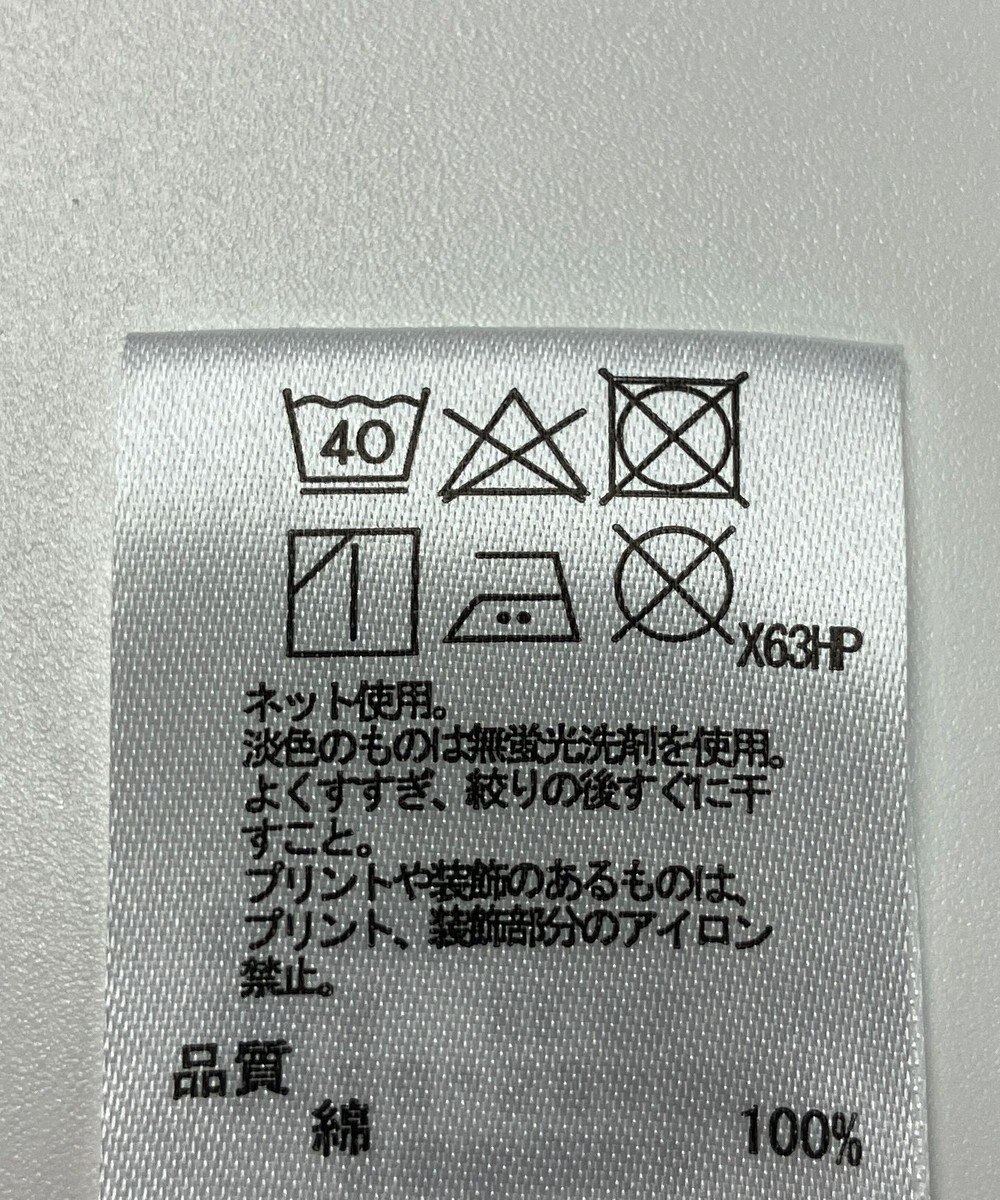 40
X63HP
ネット使用。
淡色のものは無蛍光洗剤を使用。
よくすすぎ、絞りの後すぐに干
すこと。
プリントや装飾のあるものは、
プリント、装飾部分のアイロン
禁止。
品質
綿 100%